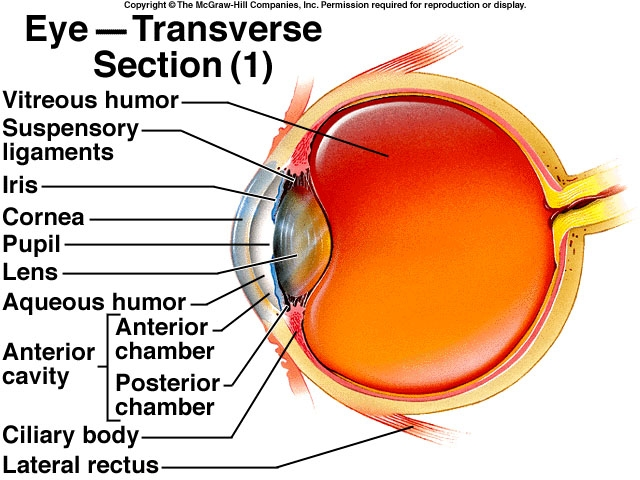 Copyright © The McGraw-Hill Companies, Inc. Permission required for reproduction or display.
Eye — Transverse
Section (1)
Vitreous humor
Suspensory
ligaments
Iris
Cornea
Pupil
Lens
Aqueous humor
Anterior
cavity
Anterior
chamber
Posterior
chamber
Ciliary body
Lateral rectus